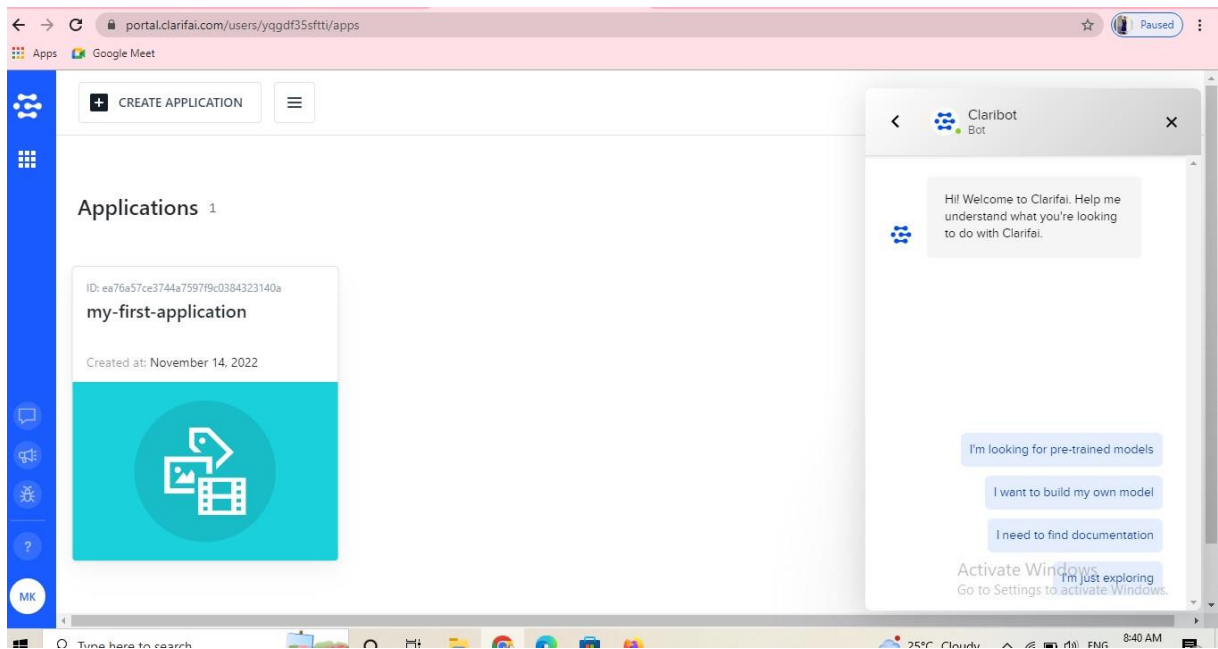 portal.clarifai.com/users/yqgdf35sftti/apps
Paused
Apps
Google Meet
CREATE APPLICATION
Applications 1
ID: ea76a57ce3744a7597f9c0384323140a
my-first-application
Created at: November 14, 2022
?
MK
Claribot
Bot
Hi! Welcome to Clarifai. Help me
understand what you're looking
to do with Clarifai.
I'm looking for pre-trained models
I want to build my own model
I need to find documentation
I'm just exploring
Activate Windows
Go to Settings to activate Windows.
Type here to search
25°C Cloudy
ENG
8:40 AM